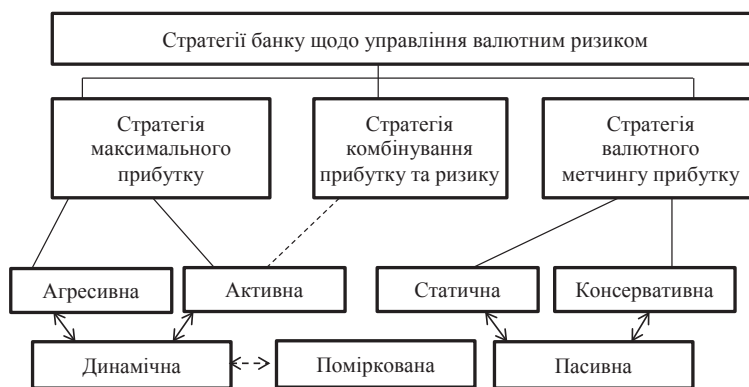 Стратегії банку щодо управління валютним ризиком
Стратегія
максимального
прибутку
Стратегія
комбінування
прибутку та ризику
Стратегія
валютного
метчингу прибутку
Агресивна
Активна
Статична
Консервативна
Динамічна
Поміркована
Пасивна